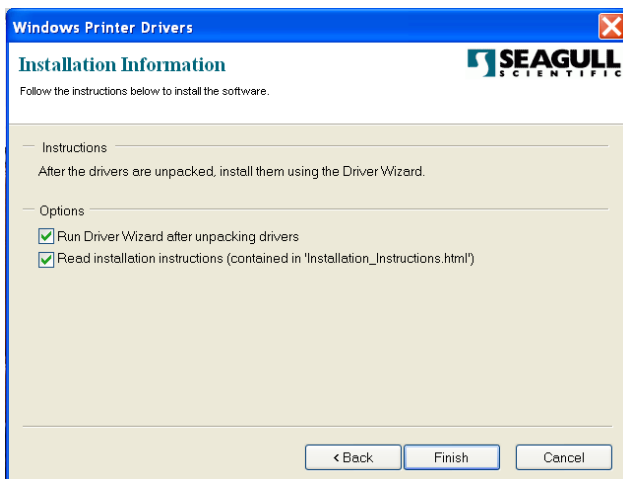 Windows Printer Drivers
Installation Information
SEAGULL
SCIENTIFIC
Follow the instructions below to install the software.
Instructions
After the drivers are unpacked, install them using the Driver Wizard.
Options
Run Driver Wizard after unpacking drivers
Read installation instructions (contained in 'Installation_Instructions.html')
< Back Finish Cancel